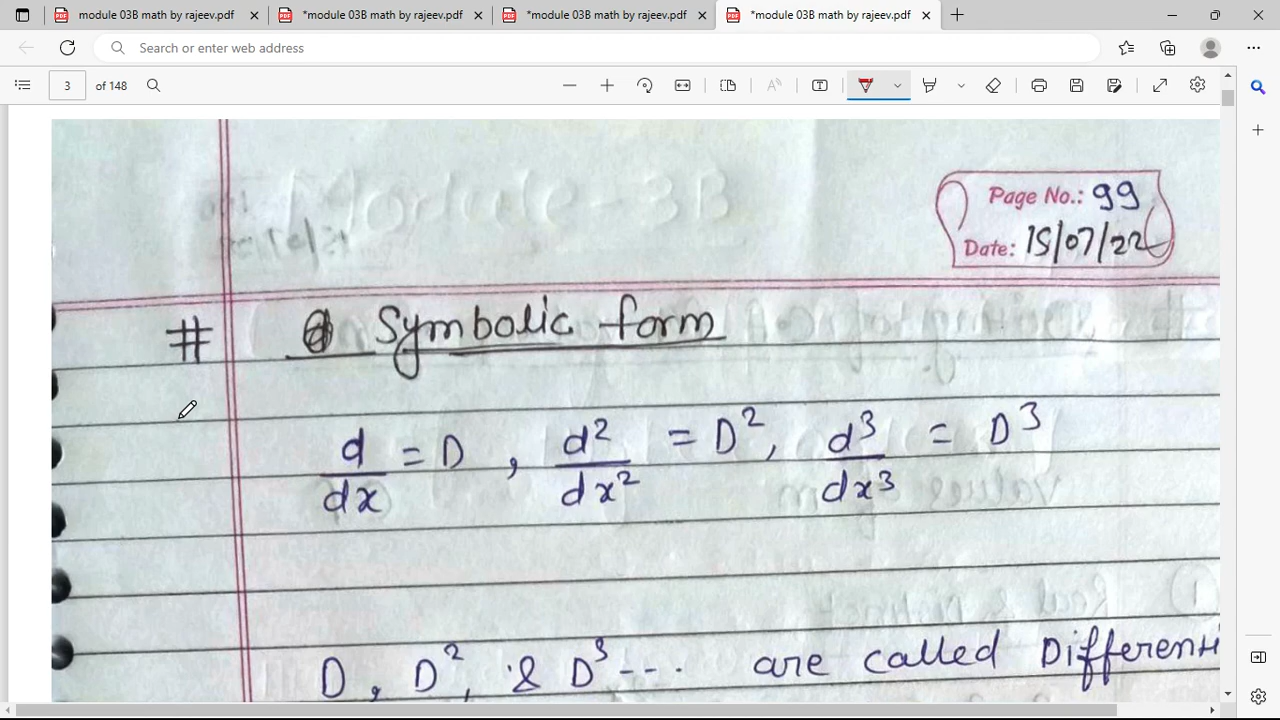 module 03B math by rajeev.pdf
*module 03B math by rajeev.pdf
*module 03B math by rajeev.pdf
*module 03B math by rajeev.pdf
Search or enter web address
3 of 148
Module-3B
Page No.: 99
Date: 15/07/22
# Symbolic form
d/dx = D , d²/dx² = D², d³/dx³ = D³
D, D², & D³--- are called Differenti